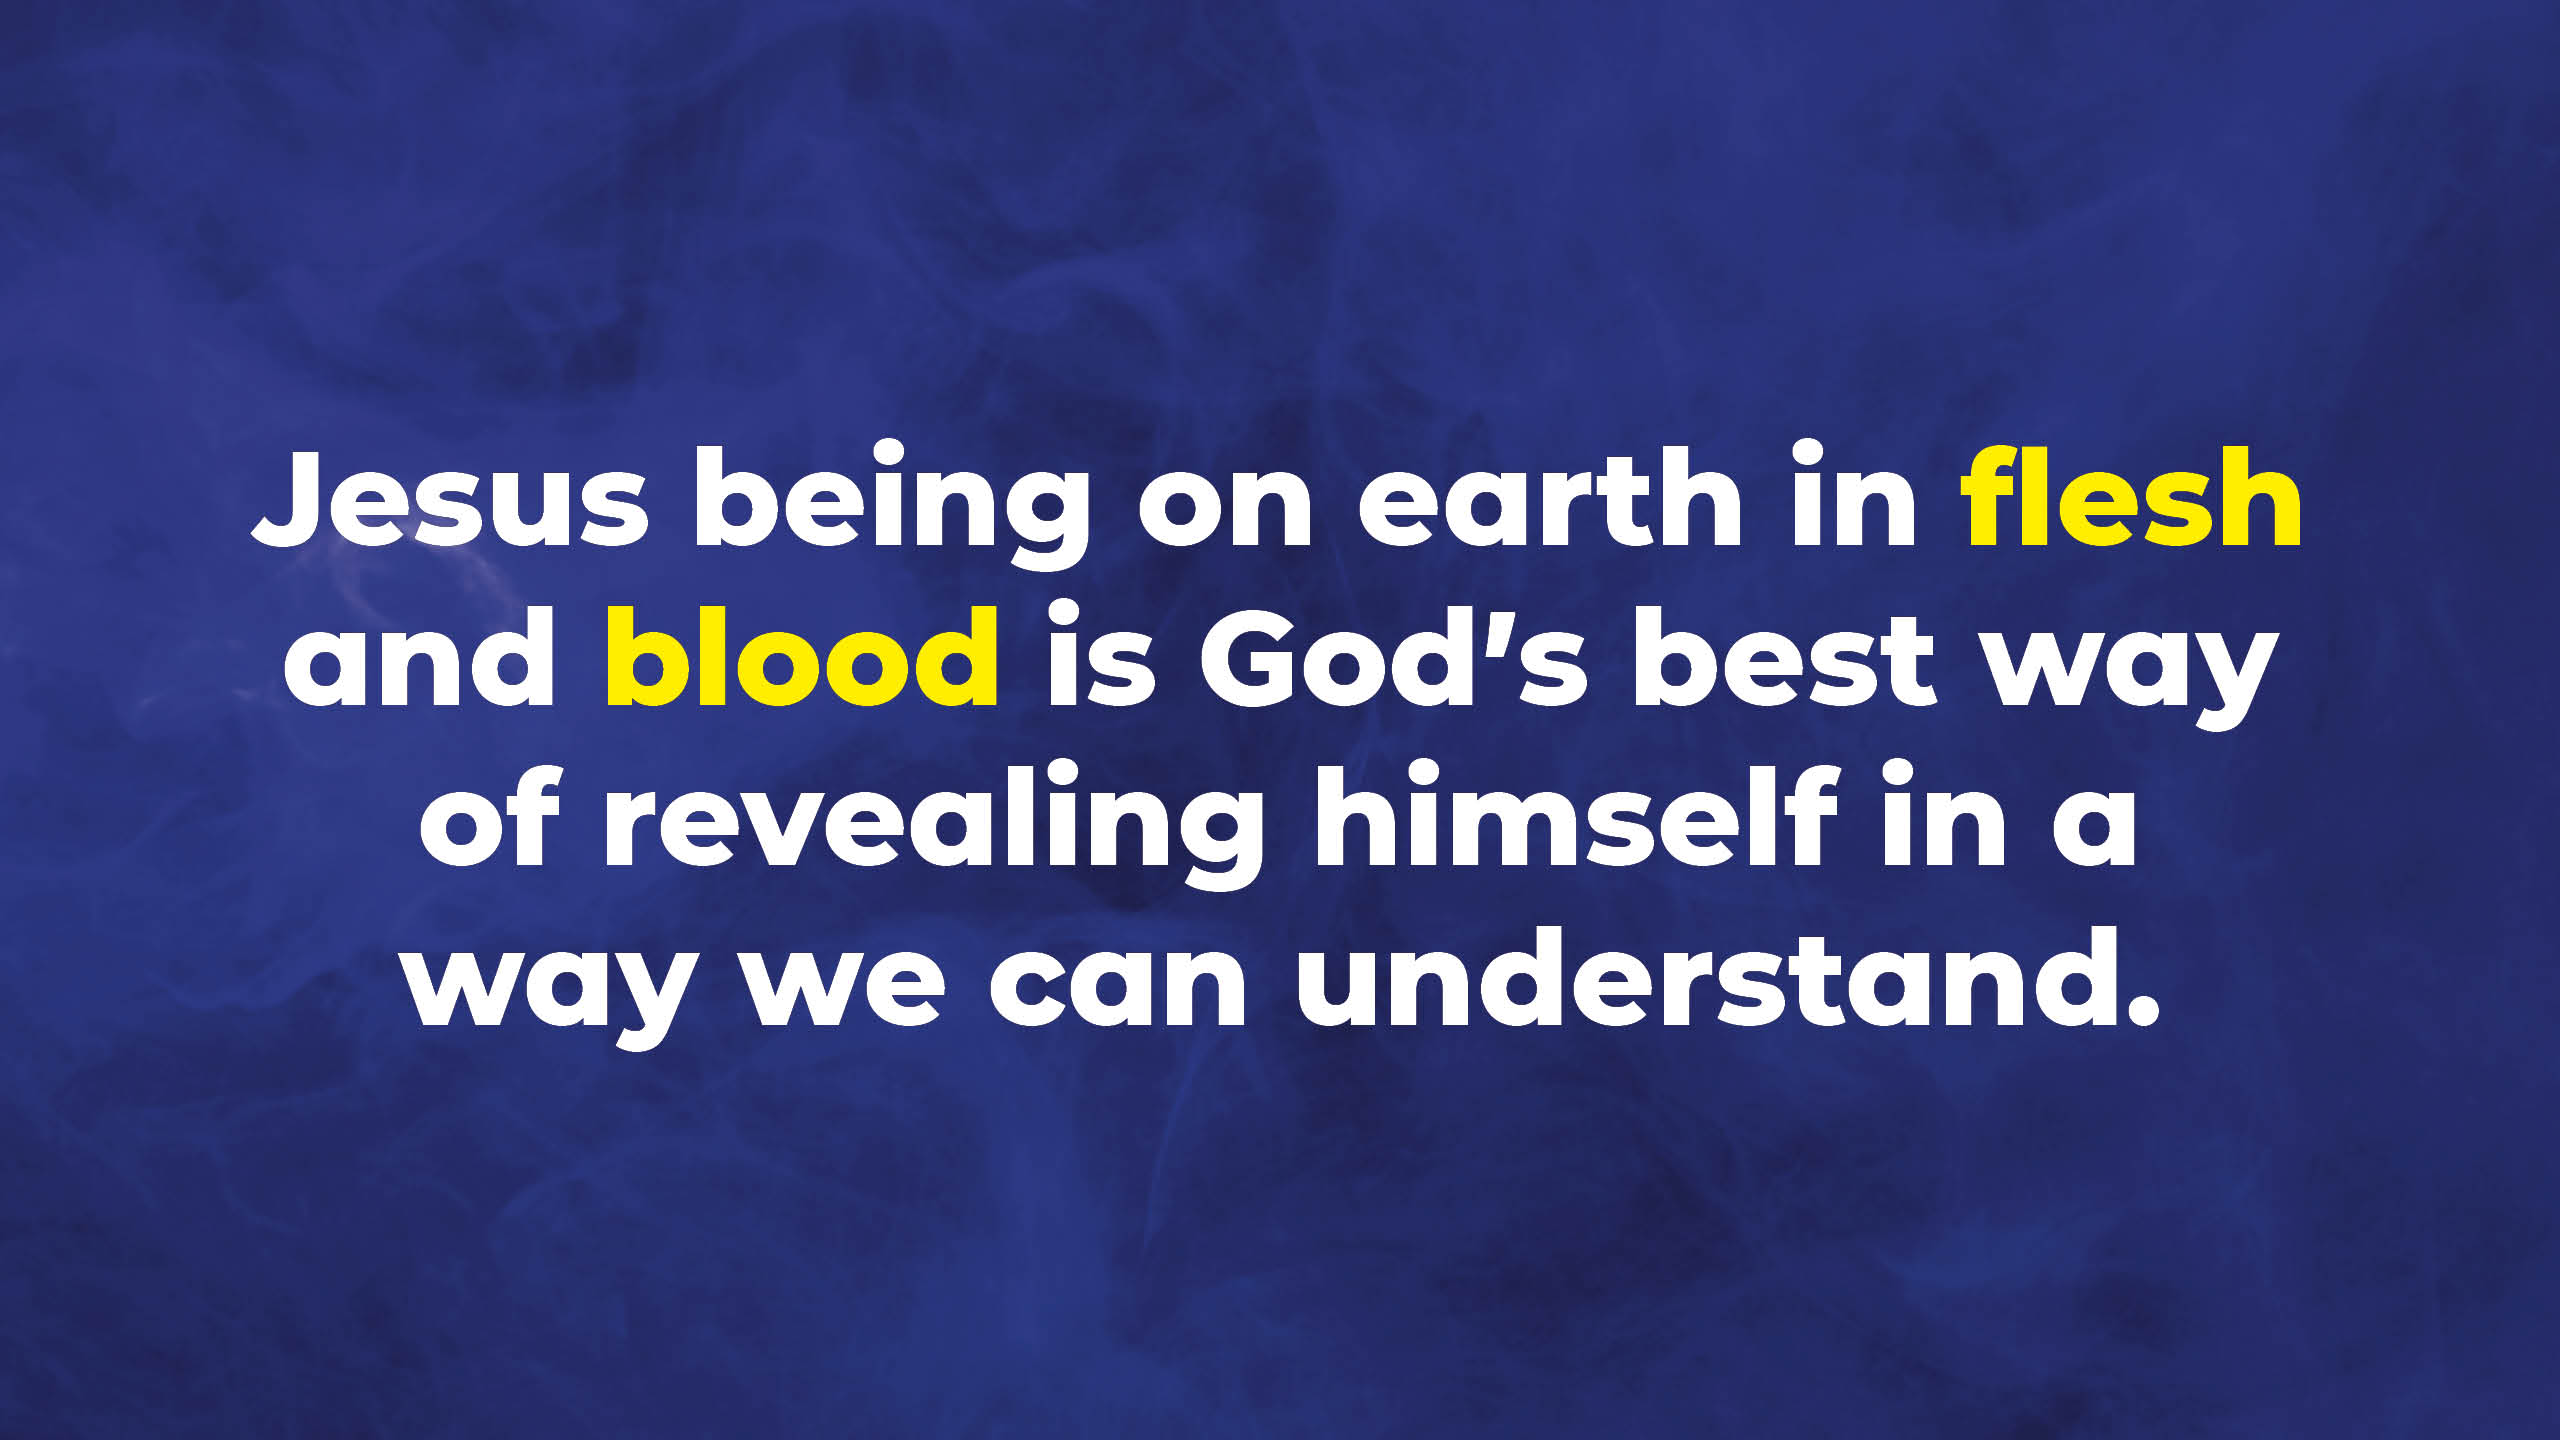 Jesus being on earth in flesh
and blood is God's best way
of revealing himself in a
way we can understand.